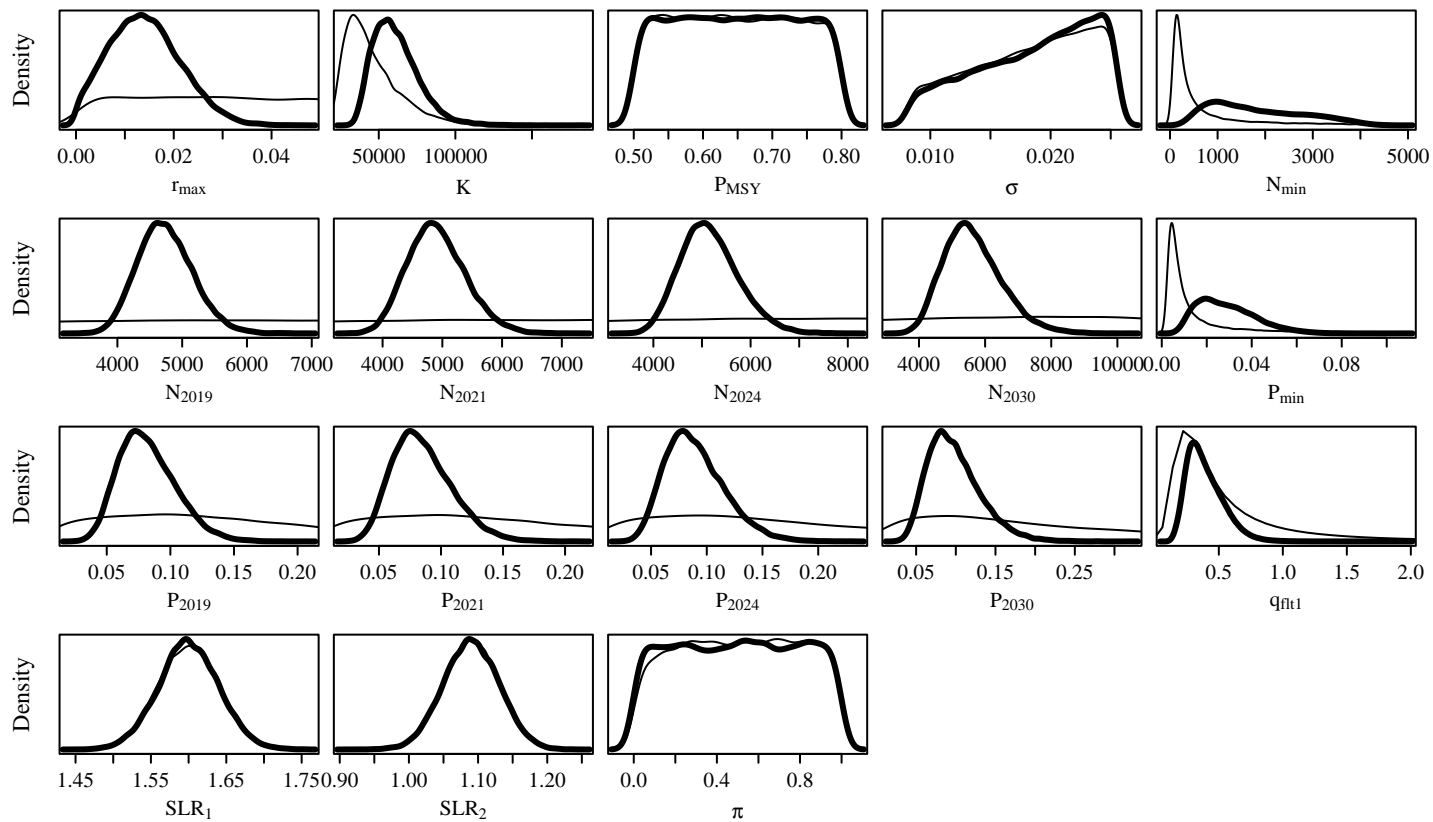 Density
0.00 0.02 0.04
r_max
50000 100000
K
0.50 0.60 0.70 0.80
P_MSY
0.010 0.020
σ
0 1000 3000 5000
N_min
Density
4000 5000 6000 7000
N_2019
4000 5000 6000 7000
N_2021
4000 5000 6000 7000 8000
N_2024
4000 6000 8000 10000
N_2030
0.00 0.04 0.08
P_min
Density
0.05 0.10 0.15 0.20
P_2019
0.05 0.10 0.15 0.20
P_2021
0.05 0.10 0.15 0.20
P_2024
0.05 0.15 0.25
P_2030
0.5 1.0 1.5 2.0
q_flt1
Density
1.45 1.55 1.65 1.75
SLR_1
0.90 1.00 1.10 1.20
SLR_2
0.0 0.4 0.8
π